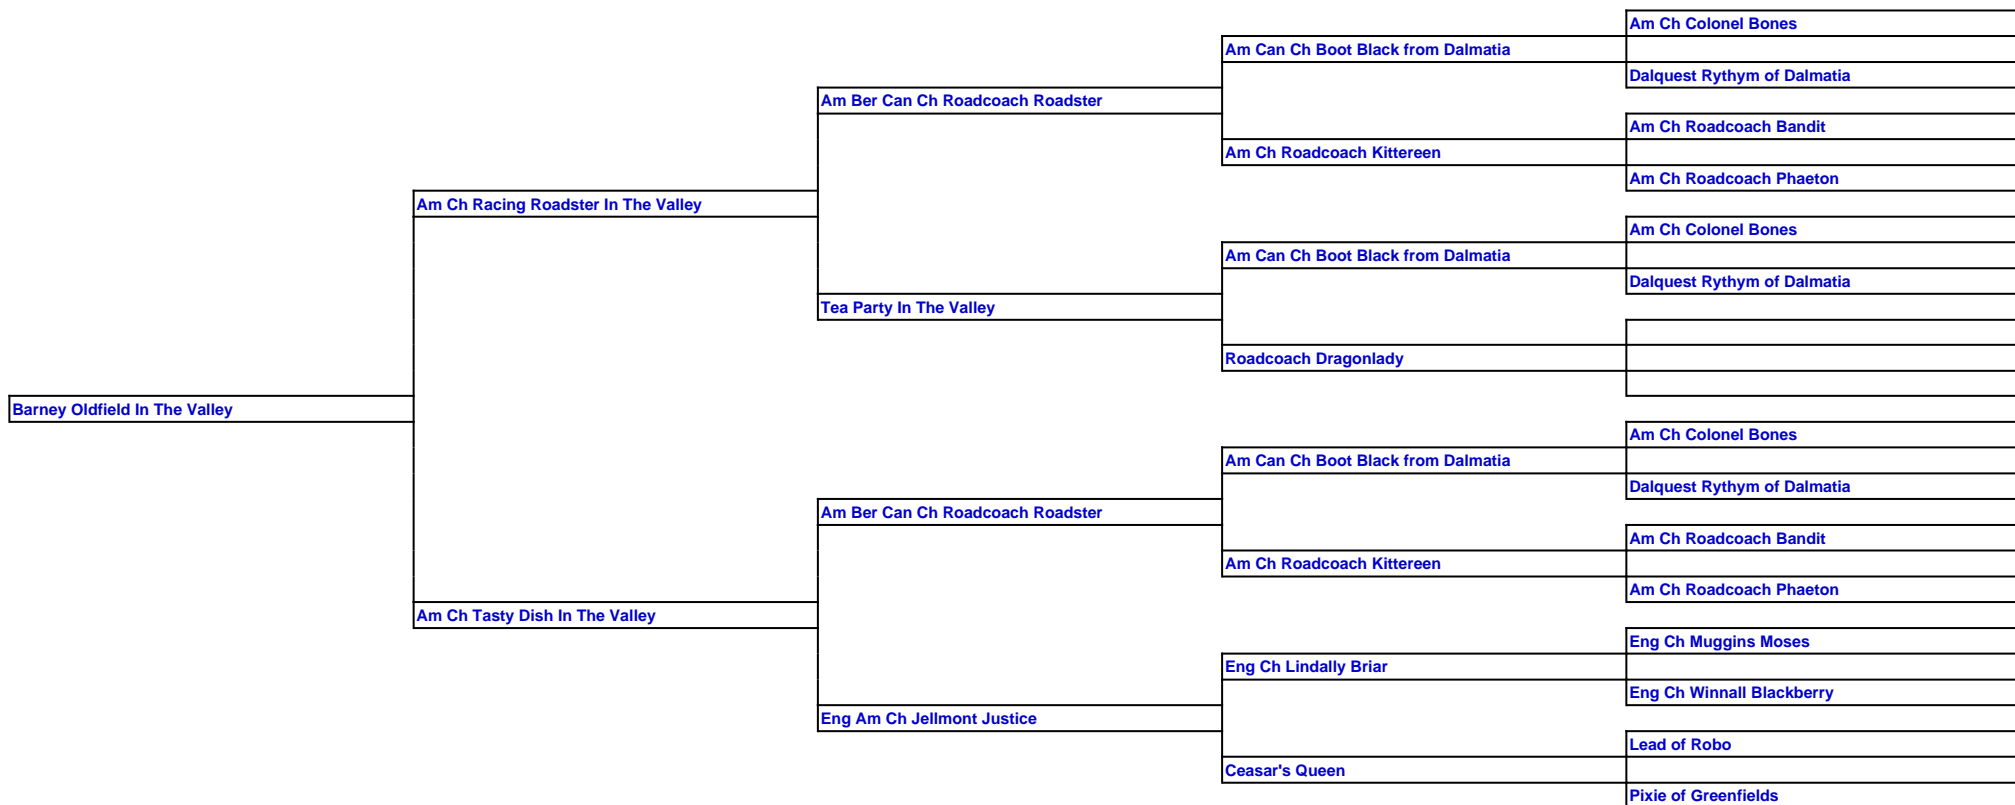 Am Ch Colonel Bones
Am Can Ch Boot Black from Dalmatia
Dalquest Rythym of Dalmatia
Am Ber Can Ch Roadcoach Roadster
Am Ch Roadcoach Bandit
Am Ch Roadcoach Kittereen
Am Ch Roadcoach Phaeton
Am Ch Racing Roadster In The Valley
Am Ch Colonel Bones
Am Can Ch Boot Black from Dalmatia
Dalquest Rythym of Dalmatia
Tea Party In The Valley
Roadcoach Dragonlady
Barney Oldfield In The Valley
Am Ch Colonel Bones
Am Can Ch Boot Black from Dalmatia
Dalquest Rythym of Dalmatia
Am Ber Can Ch Roadcoach Roadster
Am Ch Roadcoach Bandit
Am Ch Roadcoach Kittereen
Am Ch Roadcoach Phaeton
Am Ch Tasty Dish In The Valley
Eng Ch Muggins Moses
Eng Ch Lindally Briar
Eng Ch Winnall Blackberry
Eng Am Ch Jellmont Justice
Lead of Robo
Ceasar's Queen
Pixie of Greenfields